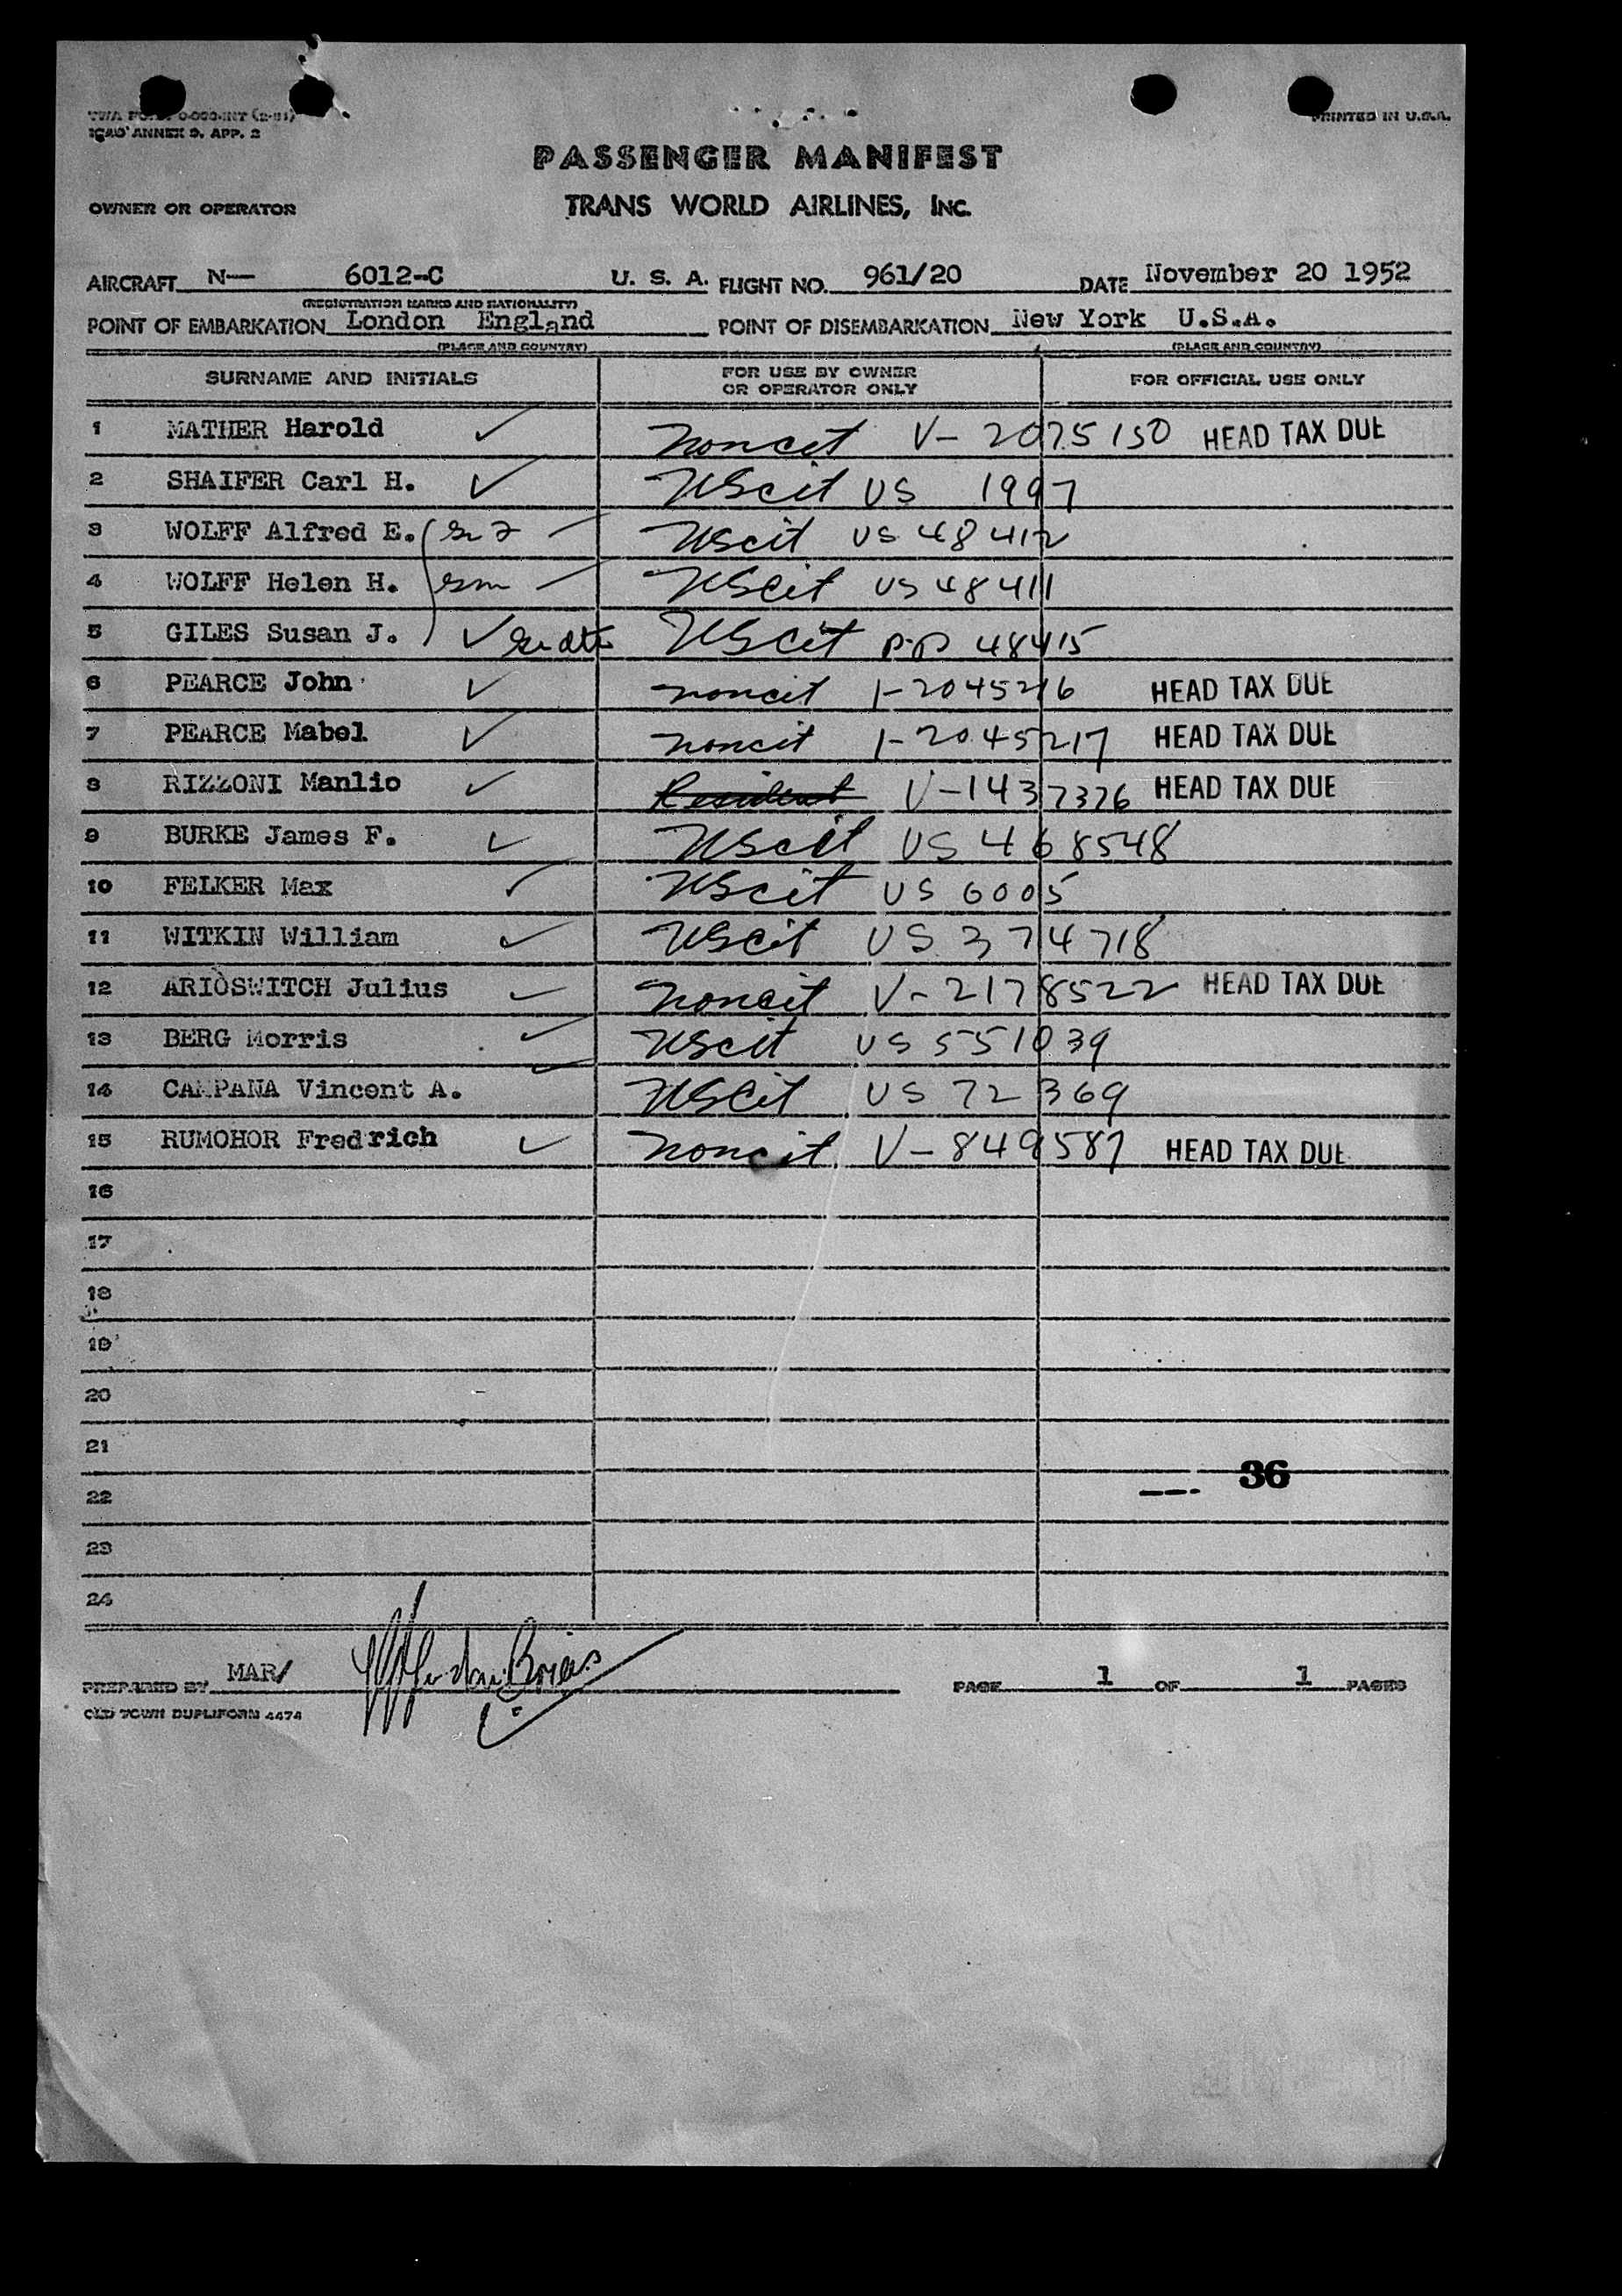 ICAO ANNEX 9, APP. 2
PRINTED IN U.S.A.
PASSENGER MANIFEST
OWNER OR OPERATOR TRANS WORLD AIRLINES, INC.
AIRCRAFT N— 6012-C U. S. A. FLIGHT NO. 961/20 DATE November 20 1952
(REGISTRATION MARKS AND NATIONALITY)
POINT OF EMBARKATION London England POINT OF DISEMBARKATION New York U.S.A.
(PLACE AND COUNTRY) (PLACE AND COUNTRY)
SURNAME AND INITIALS FOR USE BY OWNER OR OPERATOR ONLY FOR OFFICIAL USE ONLY
1 MATHER Harold ✓ noncit V-2075150 HEAD TAX DUE
2 SHAIFER Carl H. ✓ UScit US 1997
3 WOLFF Alfred E. UScit US 48412
4 WOLFF Helen H. UScit US 48411
5 GILES Susan J. ✓ UScit PP 48415
6 PEARCE John ✓ noncit I-2045216 HEAD TAX DUE
7 PEARCE Mabel ✓ noncit I-2045217 HEAD TAX DUE
8 RIZZONI Manlio ✓ Resident V-1437376 HEAD TAX DUE
9 BURKE James F. ✓ UScit US 468548
10 FELKER Max ✓ UScit US 6005
11 WITKIN William ✓ UScit US 374718
12 ARIOSWITCH Julius ✓ noncit V-2178522 HEAD TAX DUE
13 BERG Morris ✓ UScit US 551039
14 CAMPANA Vincent A. ✓ UScit US 72369
15 RUMOHOR Fredrich ✓ noncit V-849587 HEAD TAX DUE
16
17
18
19
20
21
36
22
23
24
PREPARED BY MAR/ PAGE 1 OF 1 PAGES
OLD TOWN DUPLIFORM 4474